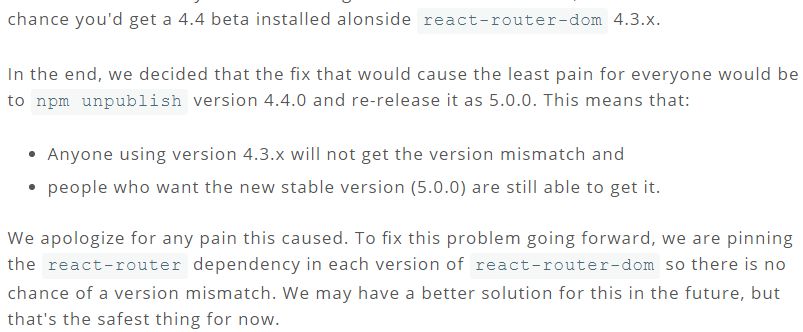 chance you'd get a 4.4 beta installed alonside react-router-dom 4.3.x.
In the end, we decided that the fix that would cause the least pain for everyone would be
to npm unpublish version 4.4.0 and re-release it as 5.0.0. This means that:
• Anyone using version 4.3.x will not get the version mismatch and
• people who want the new stable version (5.0.0) are still able to get it.
We apologize for any pain this caused. To fix this problem going forward, we are pinning
the react-router dependency in each version of react-router-dom so there is no
chance of a version mismatch. We may have a better solution for this in the future, but
that's the safest thing for now.